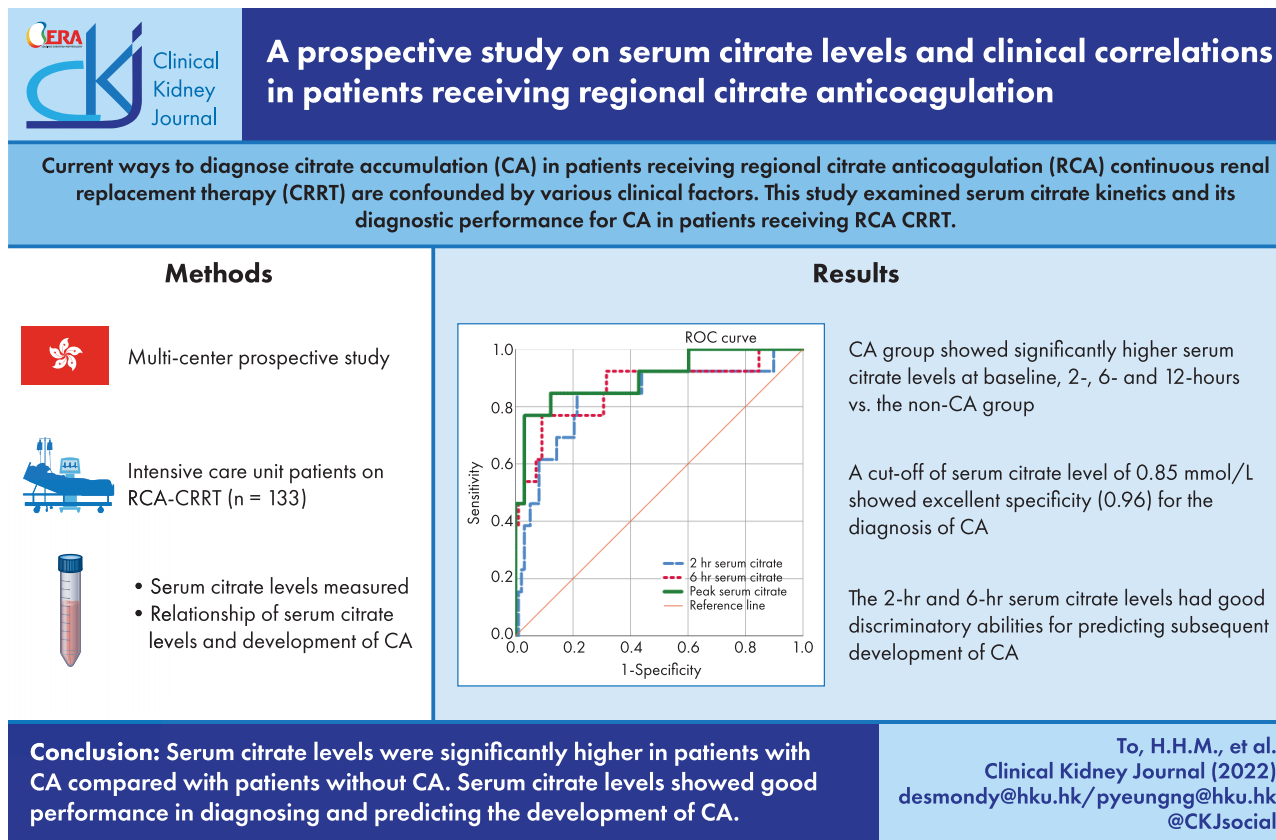 ERA
CKJ
Clinical
Kidney
Journal
A prospective study on serum citrate levels and clinical correlations
in patients receiving regional citrate anticoagulation
Current ways to diagnose citrate accumulation (CA) in patients receiving regional citrate anticoagulation (RCA) continuous renal
replacement therapy (CRRT) are confounded by various clinical factors. This study examined serum citrate kinetics and its
diagnostic performance for CA in patients receiving RCA CRRT.
Methods
Multi-center prospective study
Intensive care unit patients on
RCA-CRRT (n = 133)
• Serum citrate levels measured
• Relationship of serum citrate
levels and development of CA
Results
ROC curve
1.0
0.8
0.6
0.4
0.2
0.0
Sensitivity
0.0 0.2 0.4 0.6 0.8 1.0
1-Specificity
2 hr serum citrate
6 hr serum citrate
Peak serum citrate
Reference line
CA group showed significantly higher serum
citrate levels at baseline, 2-, 6- and 12-hours
vs. the non-CA group
A cut-off of serum citrate level of 0.85 mmol/L
showed excellent specificity (0.96) for the
diagnosis of CA
The 2-hr and 6-hr serum citrate levels had good
discriminatory abilities for predicting subsequent
development of CA
Conclusion: Serum citrate levels were significantly higher in patients with
CA compared with patients without CA. Serum citrate levels showed good
performance in diagnosing and predicting the development of CA.
To, H.H.M., et al.
Clinical Kidney Journal (2022)
desmondy@hku.hk/pyeungng@hku.hk
@CKJsocial